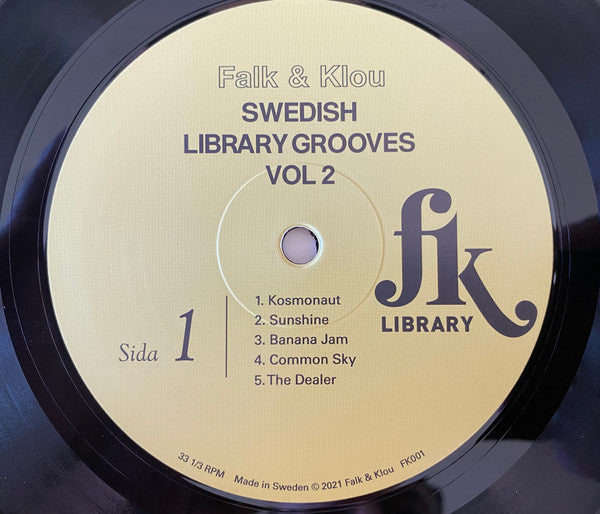 Falk & Klou
SWEDISH
LIBRARY GROOVES
VOL 2
fk
LIBRARY
Sida 1
1. Kosmonaut
2. Sunshine
3. Banana Jam
4. Common Sky
5. The Dealer
33 1/3 RPM Made in Sweden © 2021 Falk & Klou FK001